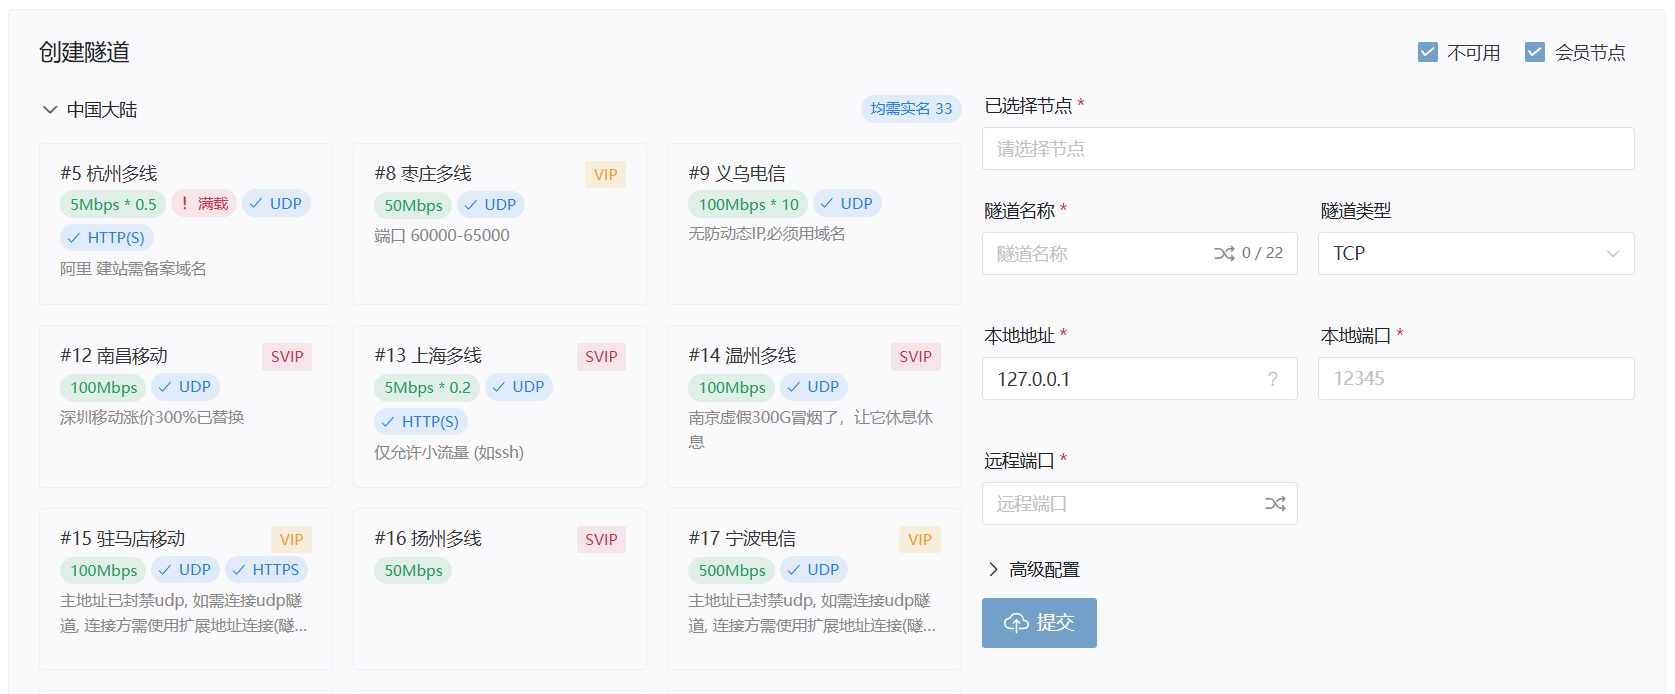 创建隧道
不可用
会员节点
中国大陆
均需实名 33
#5 杭州多线
5Mbps * 0.5
! 满载
UDP
HTTP(S)
阿里 建站需备案域名
#8 枣庄多线
VIP
50Mbps
UDP
端口 60000-65000
#9 义乌电信
100Mbps * 10
UDP
无防动态IP,必须用域名
#12 南昌移动
SVIP
100Mbps
UDP
深圳移动涨价300%已替换
#13 上海多线
SVIP
5Mbps * 0.2
UDP
HTTP(S)
仅允许小流量 (如ssh)
#14 温州多线
SVIP
100Mbps
UDP
南京虚假300G冒烟了，让它休息休
息
#15 驻马店移动
VIP
100Mbps
UDP
HTTPS
主地址已封禁udp, 如需连接udp隧
道, 连接方需使用扩展地址连接(隧...
#16 扬州多线
SVIP
50Mbps
#17 宁波电信
VIP
500Mbps
UDP
主地址已封禁udp, 如需连接udp隧
道, 连接方需使用扩展地址连接(隧...
已选择节点 *
请选择节点
隧道名称 *
隧道名称
0 / 22
隧道类型
TCP
本地地址 *
127.0.0.1
?
本地端口 *
12345
远程端口 *
远程端口
高级配置
提交